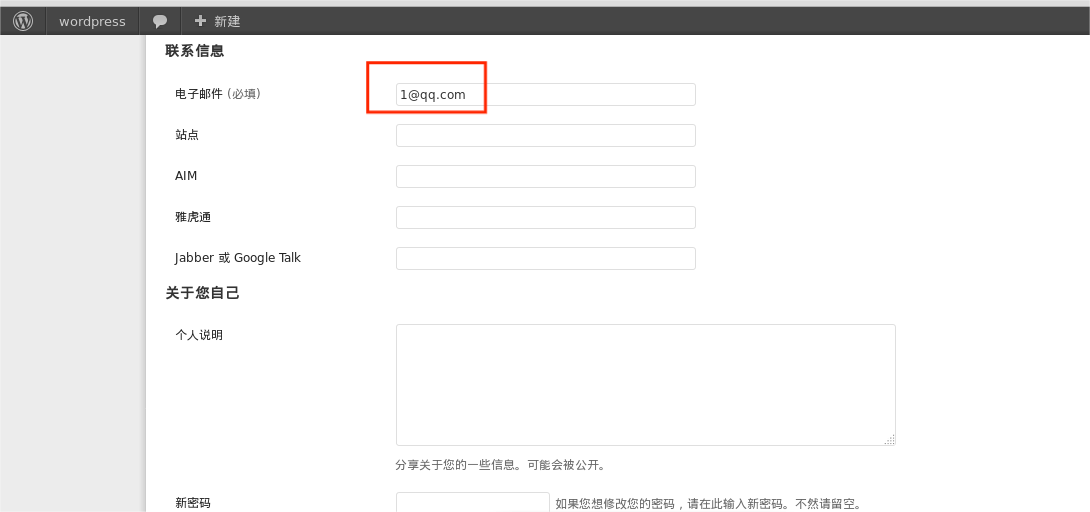 wordpress 新建
联系信息
电子邮件 (必填) 1@qq.com
站点
AIM
雅虎通
Jabber 或 Google Talk
关于您自己
个人说明
分享关于您的一些信息。可能会被公开。
新密码 如果您想修改您的密码，请在此输入新密码。不然请留空。